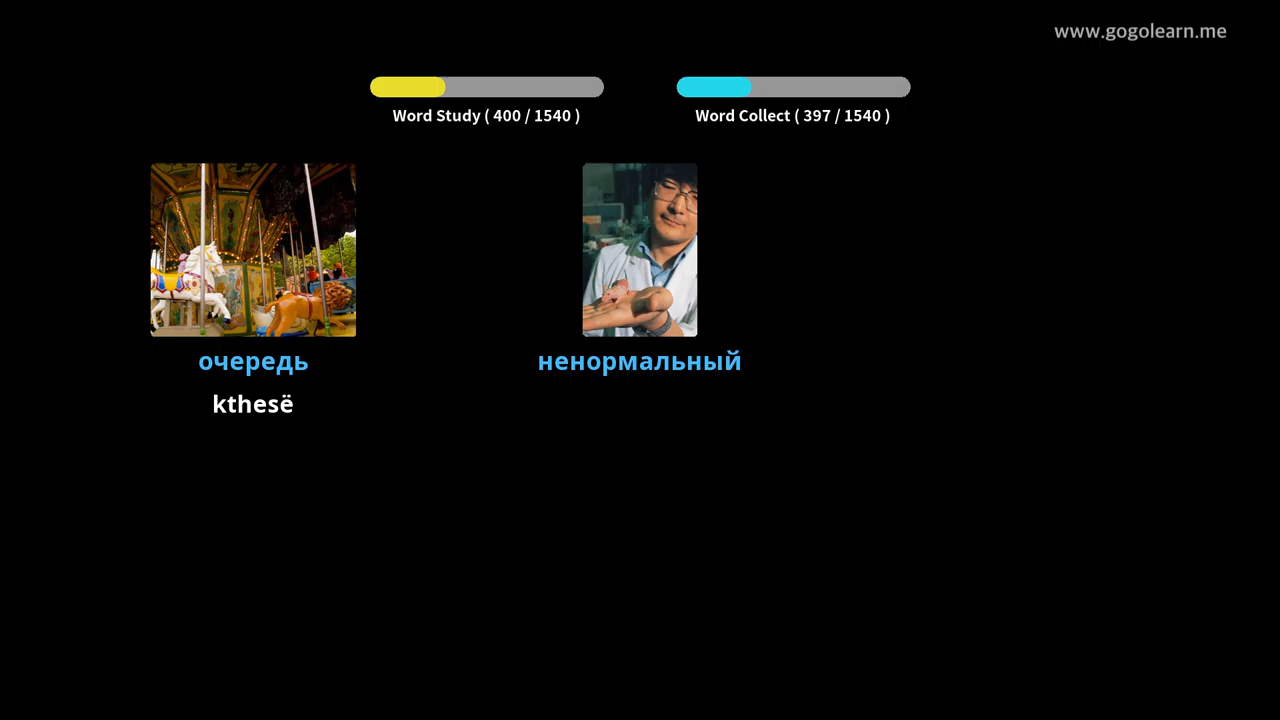 www.gogolearn.me
Word Study ( 400 / 1540 )
Word Collect ( 397 / 1540 )
очередь
ненормальный
kthesë